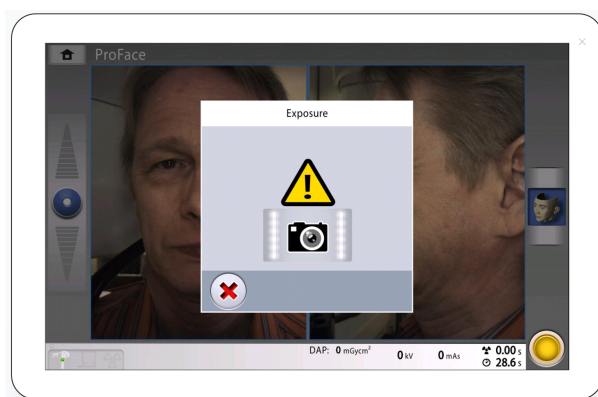 ProFace
Exposure
DAP: 0 mGycm²
0 kV
0 mAs
0.00 s
28.6 s